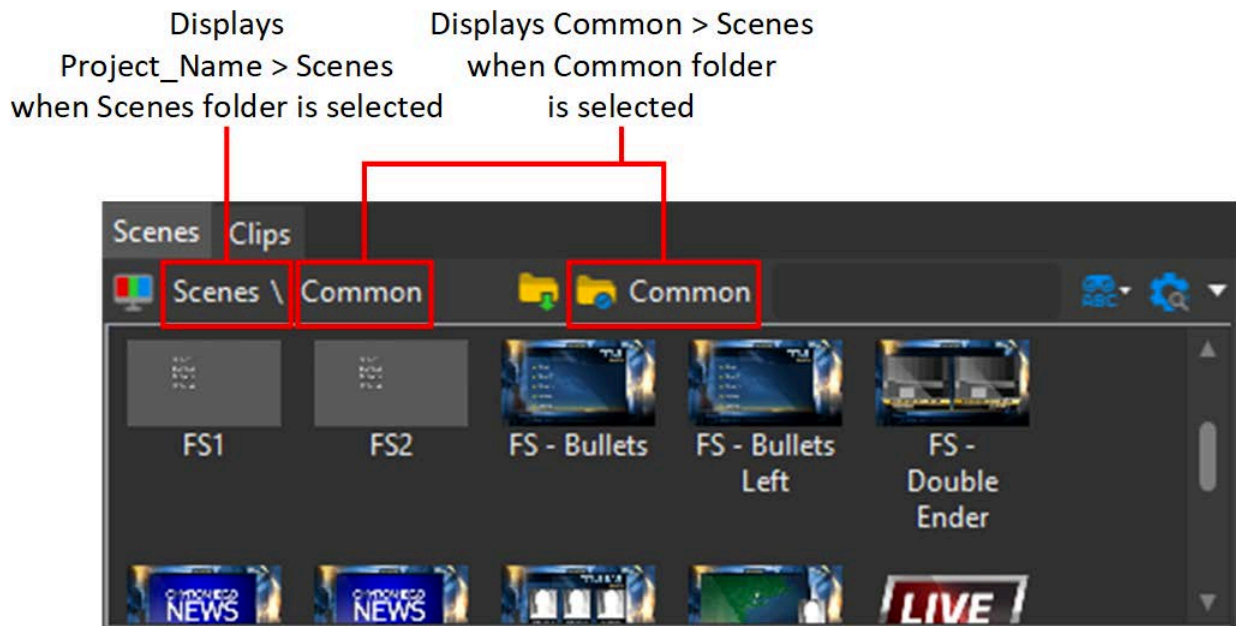 Displays
Project_Name > Scenes
when Scenes folder is selected
Displays Common > Scenes
when Common folder
is selected
Scenes Clips
Scenes \ Common Common ABC
FS1 FS2 FS - Bullets FS - Bullets Left FS - Double Ender
NEWS NEWS LIVE